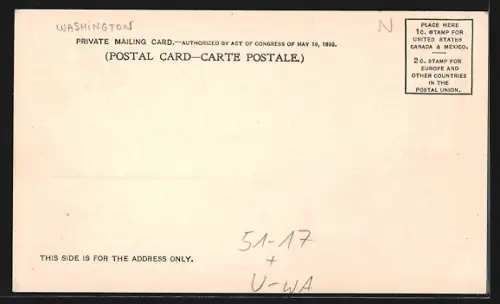 WASHINGTON
N
PRIVATE MAILING CARD.—AUTHORIZED BY ACT OF CONGRESS OF MAY 19, 1898.
(POSTAL CARD—CARTE POSTALE.)
PLACE HERE
1c. STAMP FOR
UNITED STATES
CANADA & MEXICO.
2c. STAMP FOR
EUROPE AND
OTHER COUNTRIES
IN THE
POSTAL UNION.
51-17
+
U-WA
THIS SIDE IS FOR THE ADDRESS ONLY.